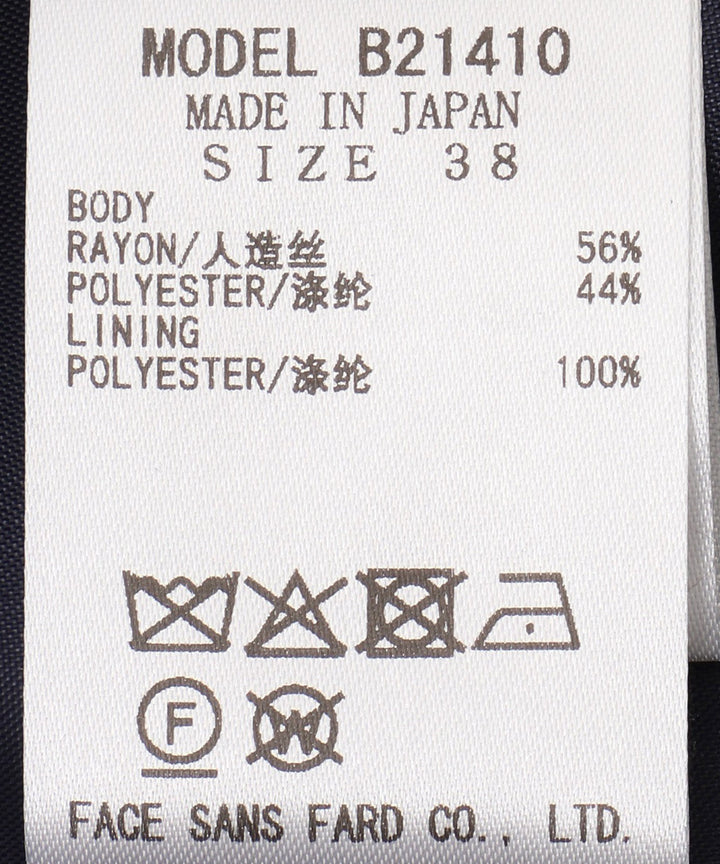 MODEL B21410
MADE IN JAPAN
SIZE 38
BODY
RAYON/人造丝 56%
POLYESTER/涤纶 44%
LINING
POLYESTER/涤纶 100%
F W
FACE SANS FARD CO., LTD.